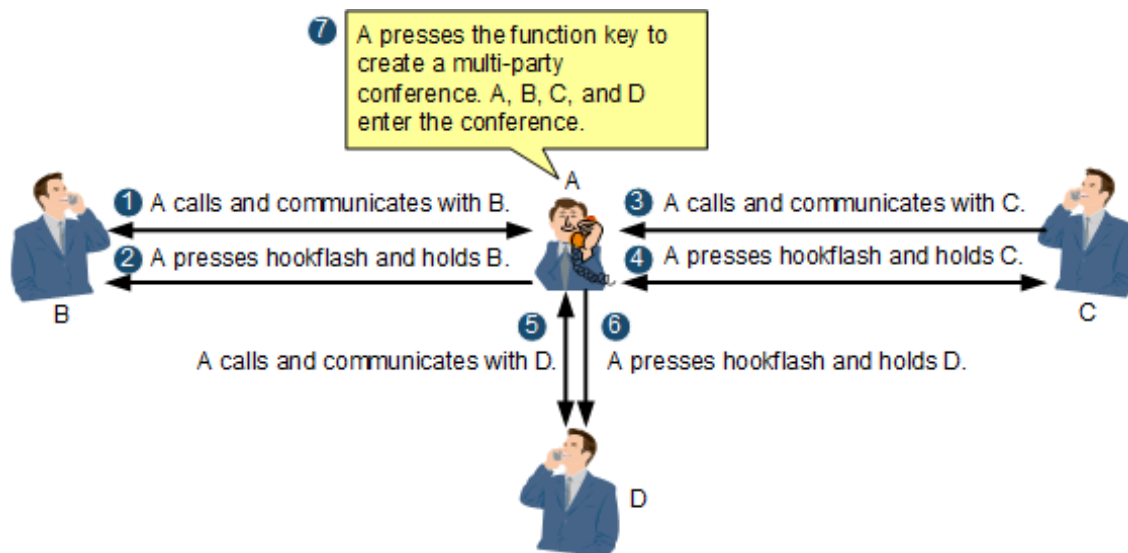 7 A presses the function key to
create a multi-party
conference. A, B, C, and D
enter the conference.
A
1 A calls and communicates with B.
2 A presses hookflash and holds B.
B
3 A calls and communicates with C.
4 A presses hookflash and holds C.
C
5
A calls and communicates with D.
6
A presses hookflash and holds D.
D